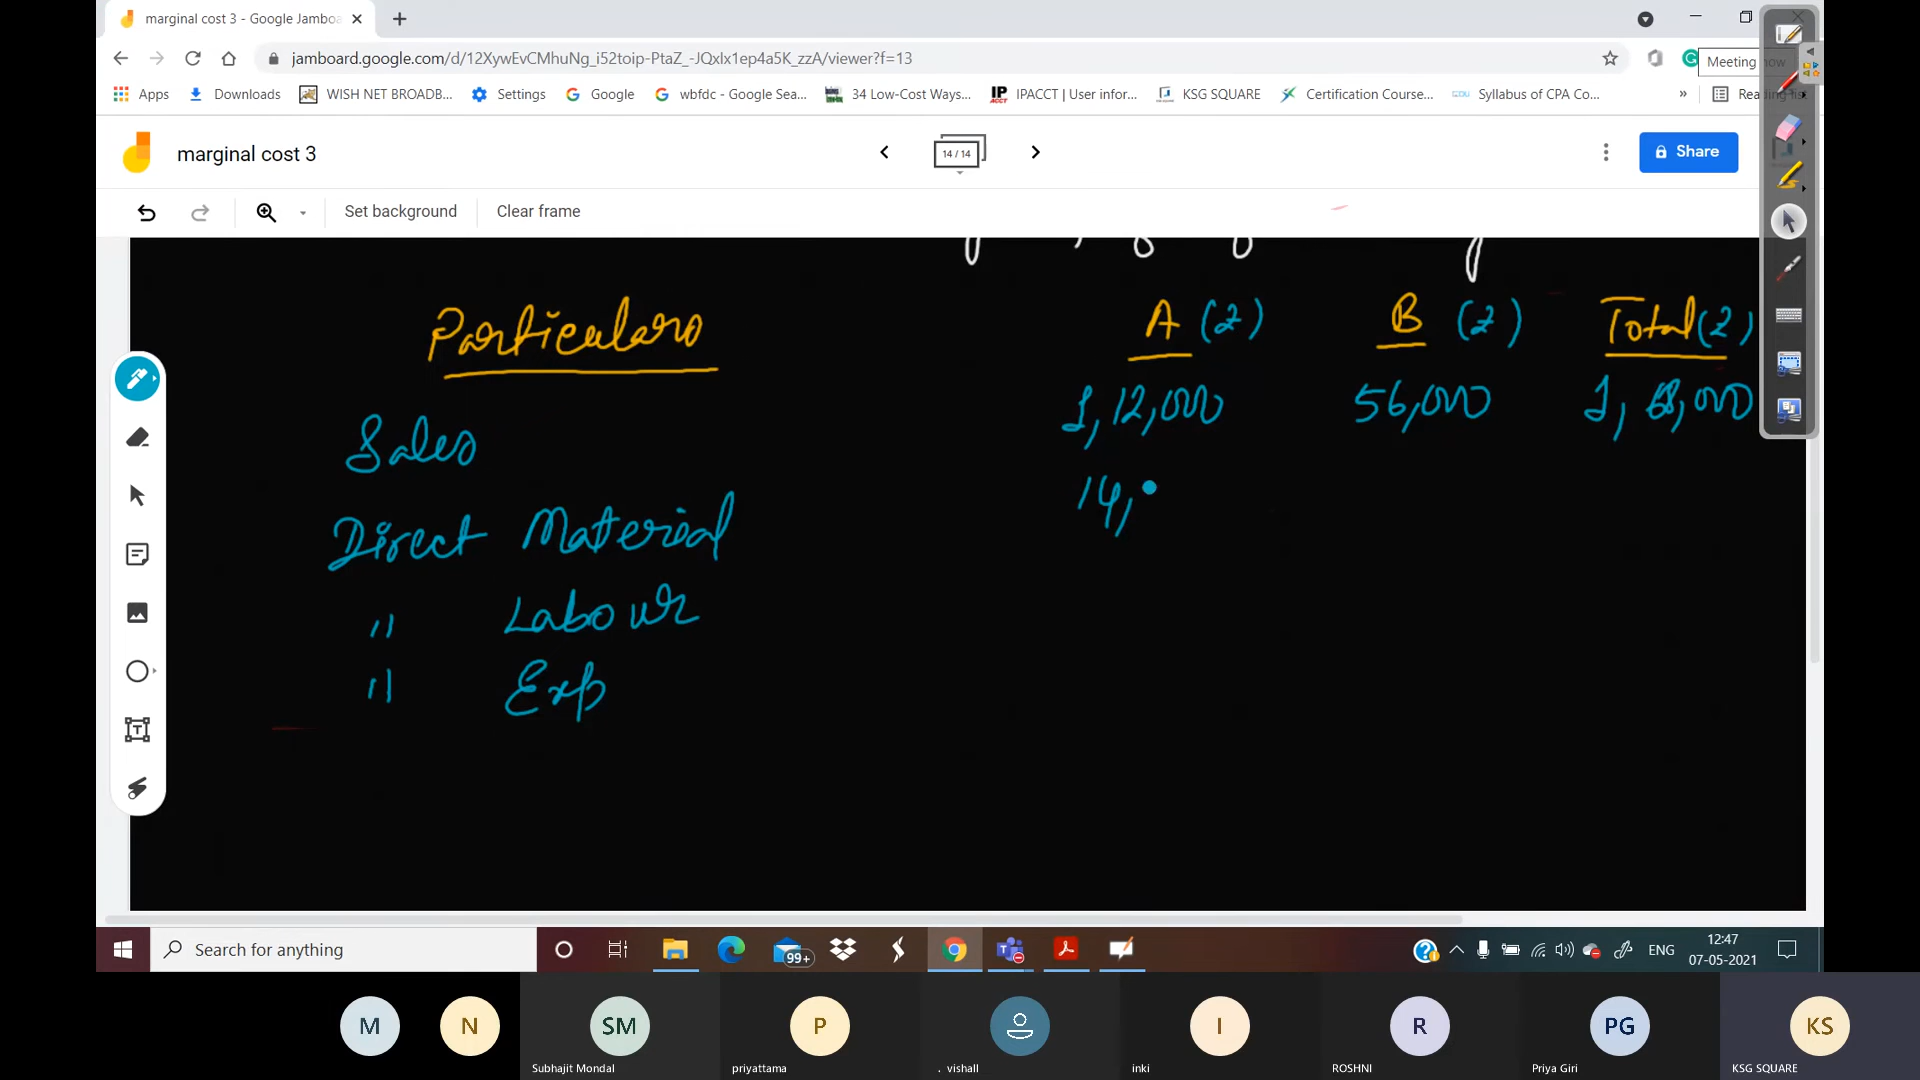 marginal cost 3 - Google Jamboa
jamboard.google.com/d/12XywEvCMhuNg_i52toip-PtaZ_-JQxlx1ep4a5K_zzA/viewer?f=13
Meeting now
Apps Downloads WISH NET BROADB... Settings Google wbfdc - Google Sea... 34 Low-Cost Ways... IPACCT | User infor... KSG SQUARE Certification Course... Syllabus of CPA Co... » Reading list
marginal cost 3
14 / 14
Share
Set background Clear frame
Particulars A (₹) B (₹) Total (₹)
Sales 1,12,000 56,000 1,68,000
Direct Material 14,
" Labour
" Exp
Search for anything
99+
ENG
12:47
07-05-2021
M N SM P I R PG KS
Subhajit Mondal priyattama . vishall inki ROSHNI Priya Giri KSG SQUARE